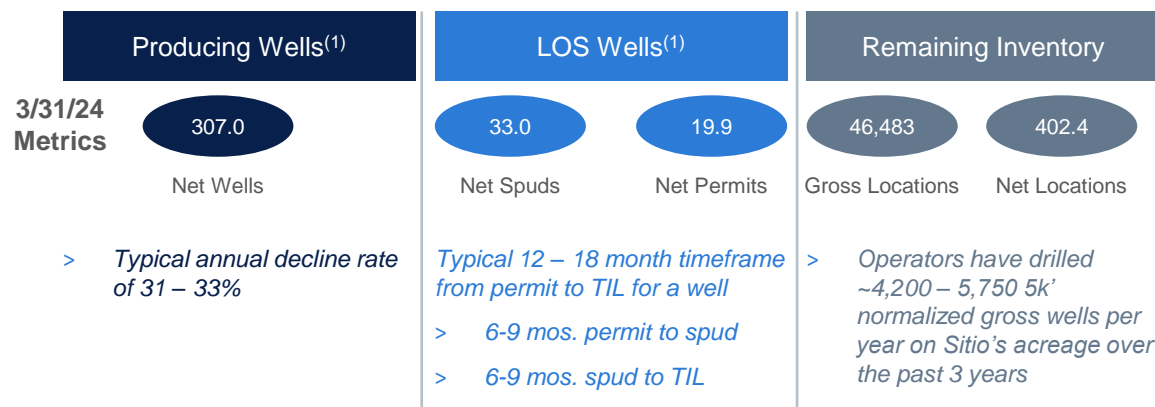 Producing Wells(1)
LOS Wells(1)
Remaining Inventory
3/31/24
Metrics
307.0
33.0
19.9
46,483
402.4
Net Wells
Net Spuds
Net Permits
Gross Locations
Net Locations
> Typical annual decline rate
of 31 – 33%
Typical 12 – 18 month timeframe
from permit to TIL for a well
> 6-9 mos. permit to spud
> 6-9 mos. spud to TIL
> Operators have drilled
~4,200 – 5,750 5k’
normalized gross wells per
year on Sitio’s acreage over
the past 3 years